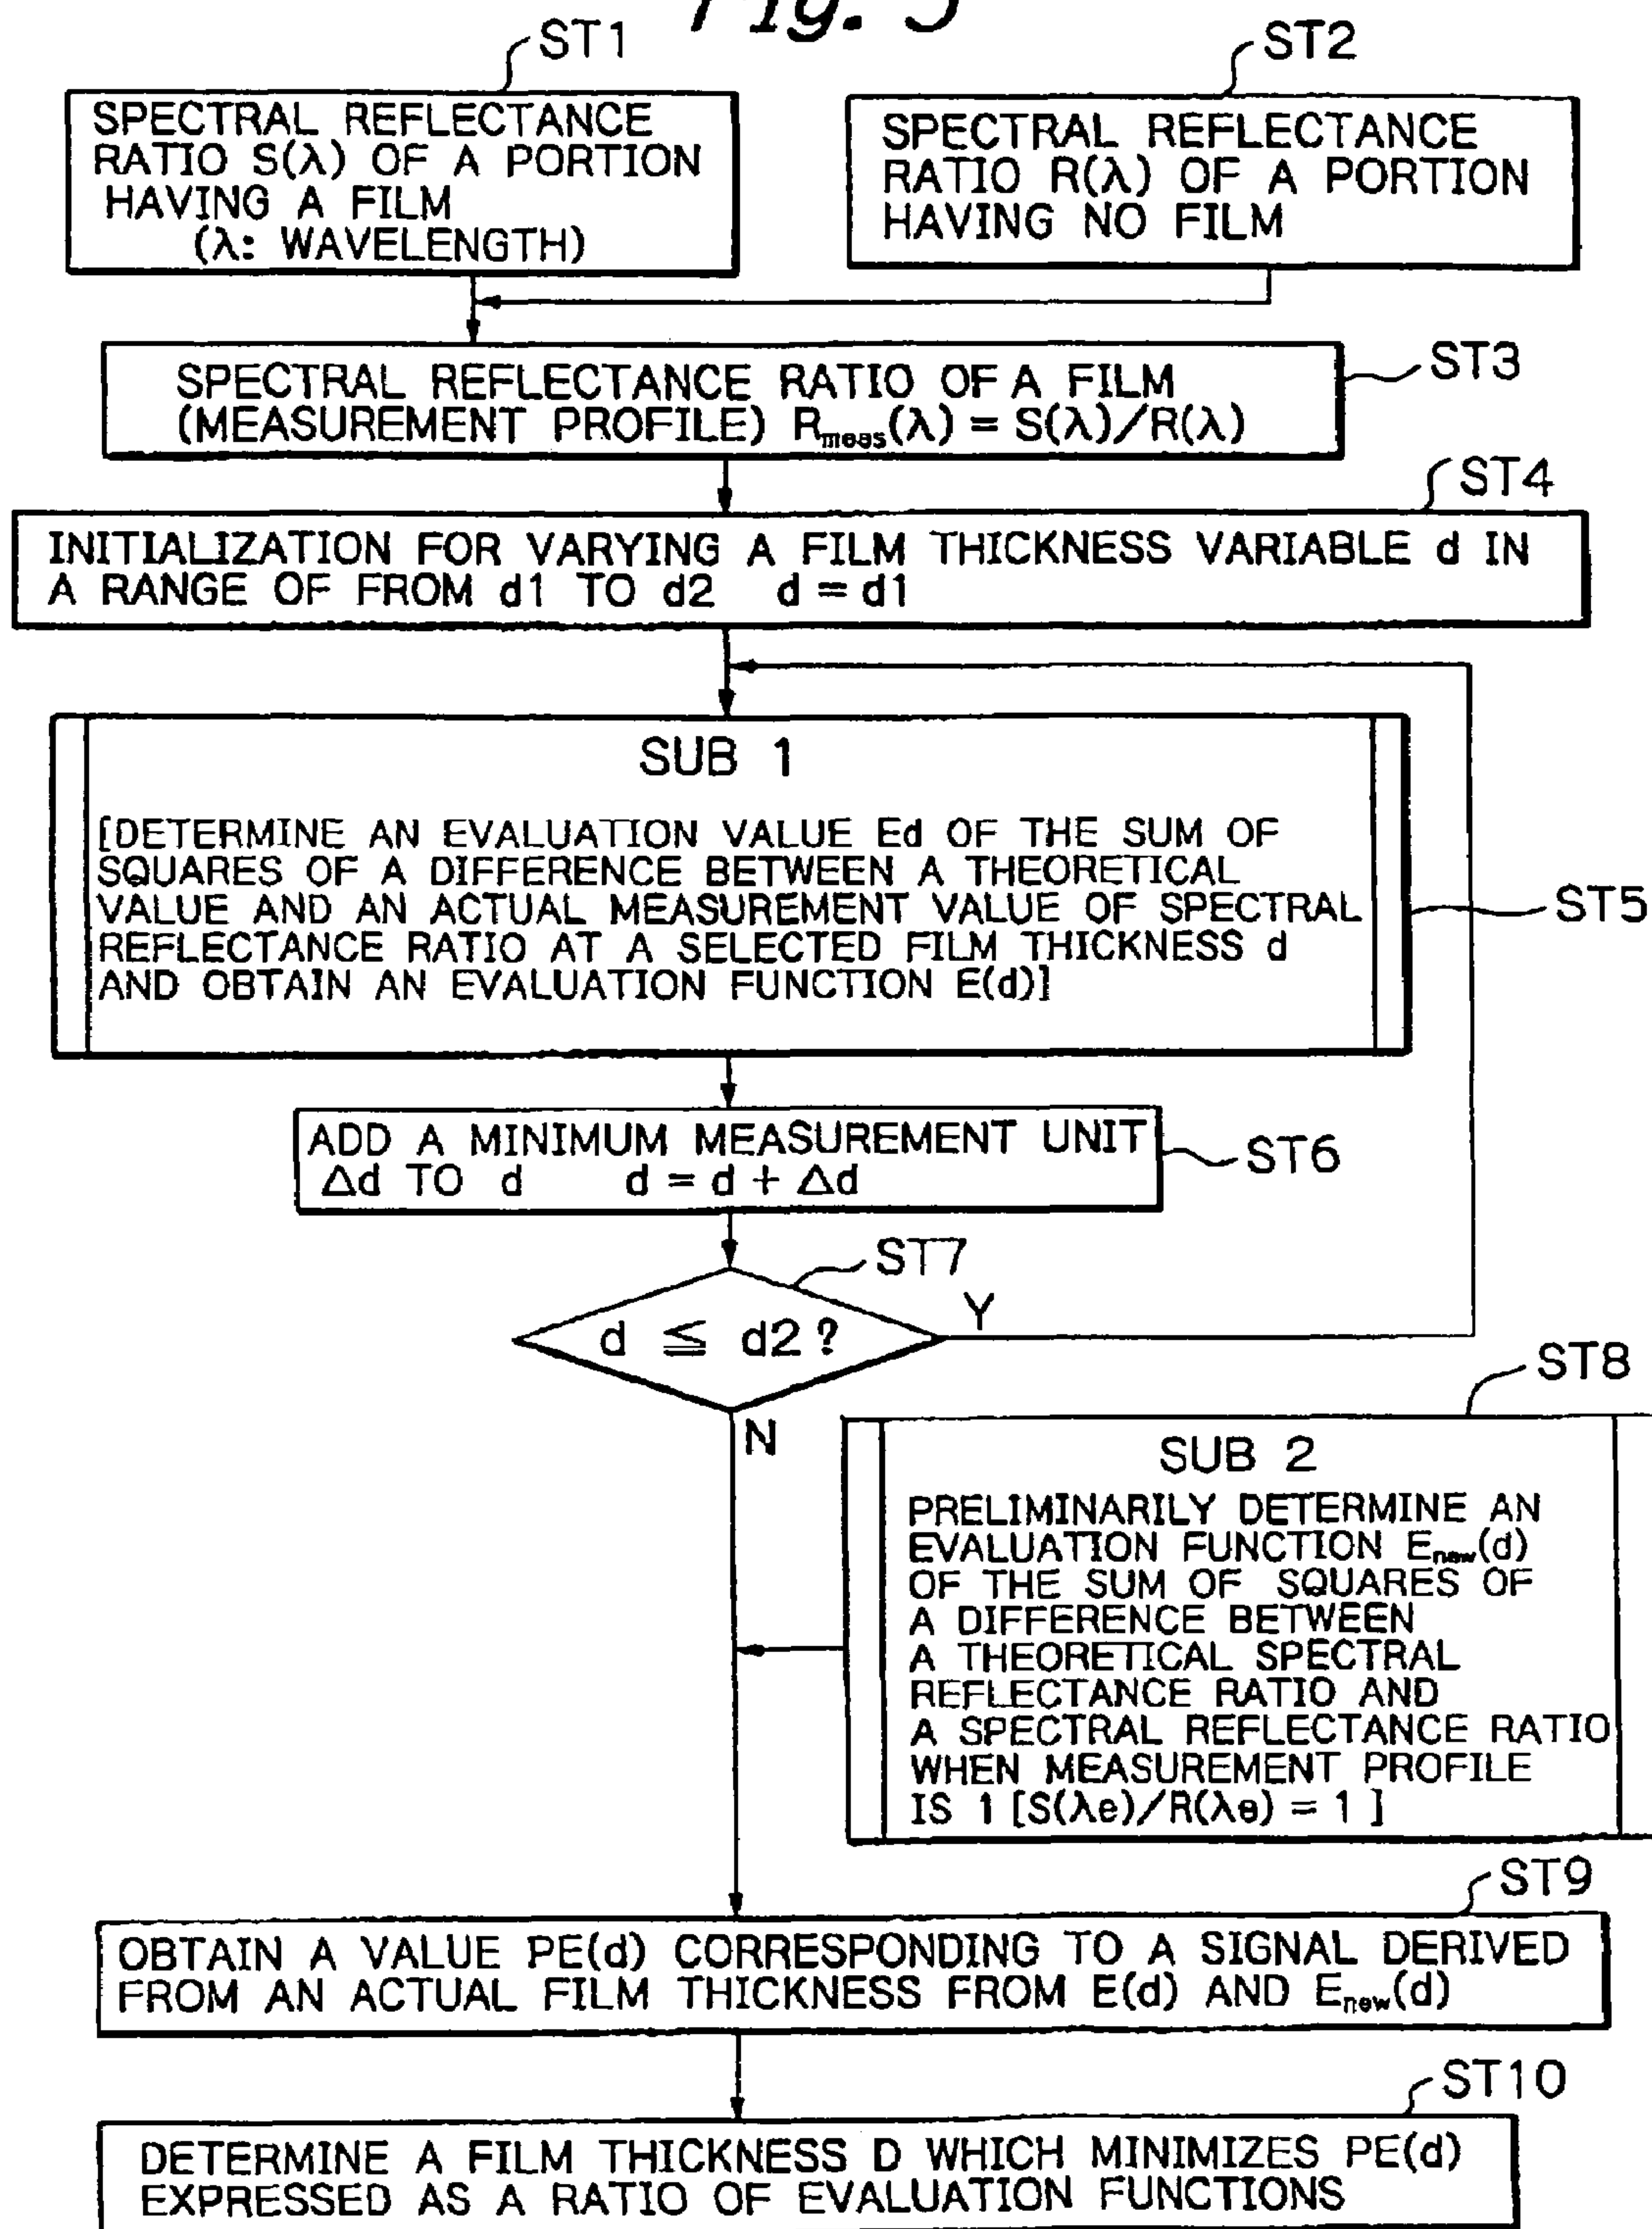 Fig. 5
ST1
SPECTRAL REFLECTANCE
RATIO S(λ) OF A PORTION
HAVING A FILM
(λ: WAVELENGTH)
ST2
SPECTRAL REFLECTANCE
RATIO R(λ) OF A PORTION
HAVING NO FILM
ST3
SPECTRAL REFLECTANCE RATIO OF A FILM
(MEASUREMENT PROFILE) Rmeas(λ) = S(λ)/R(λ)
ST4
INITIALIZATION FOR VARYING A FILM THICKNESS VARIABLE d IN
A RANGE OF FROM d1 TO d2 d = d1
SUB 1
[DETERMINE AN EVALUATION VALUE Ed OF THE SUM OF
SQUARES OF A DIFFERENCE BETWEEN A THEORETICAL
VALUE AND AN ACTUAL MEASUREMENT VALUE OF SPECTRAL
REFLECTANCE RATIO AT A SELECTED FILM THICKNESS d
AND OBTAIN AN EVALUATION FUNCTION E(d)]
ST5
ADD A MINIMUM MEASUREMENT UNIT
Δd TO d d = d + Δd
ST6
ST7
d ≦ d2 ?
Y
N
ST8
SUB 2
PRELIMINARILY DETERMINE AN
EVALUATION FUNCTION Enew(d)
OF THE SUM OF SQUARES OF
A DIFFERENCE BETWEEN
A THEORETICAL SPECTRAL
REFLECTANCE RATIO AND
A SPECTRAL REFLECTANCE RATIO
WHEN MEASUREMENT PROFILE
IS 1 [S(λe)/R(λe) = 1 ]
ST9
OBTAIN A VALUE PE(d) CORRESPONDING TO A SIGNAL DERIVED
FROM AN ACTUAL FILM THICKNESS FROM E(d) AND Enew(d)
ST10
DETERMINE A FILM THICKNESS D WHICH MINIMIZES PE(d)
EXPRESSED AS A RATIO OF EVALUATION FUNCTIONS